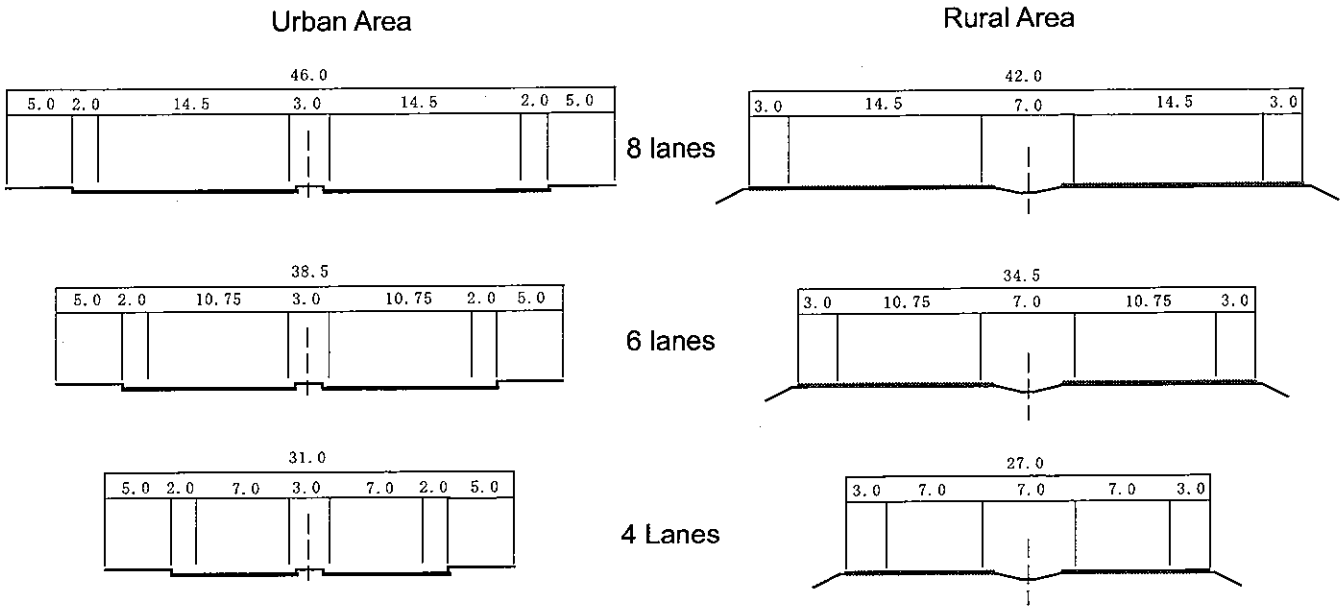 Urban Area
Rural Area
46.0
5.0 2.0 14.5 3.0 14.5 2.0 5.0
8 lanes
42.0
3.0 14.5 7.0 14.5 3.0
38.5
5.0 2.0 10.75 3.0 10.75 2.0 5.0
6 lanes
34.5
3.0 10.75 7.0 10.75 3.0
31.0
5.0 2.0 7.0 3.0 7.0 2.0 5.0
4 Lanes
27.0
3.0 7.0 7.0 7.0 3.0